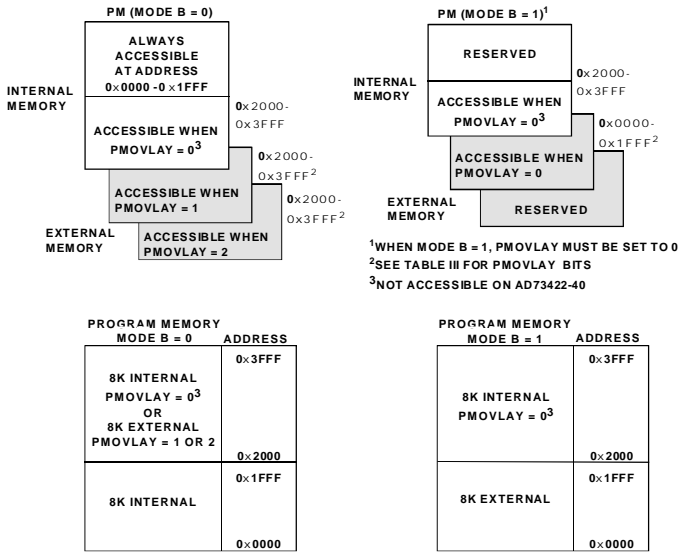 PM (MODE B = 0)
ALWAYS
ACCESSIBLE
AT ADDRESS
0x0000 -0 x1FFF
INTERNAL
MEMORY
0x2000-
0x3FFF
ACCESSIBLE WHEN
PMOVLAY = 0³
0x2000-
0x3FFF²
ACCESSIBLE WHEN
PMOVLAY = 1
0x2000-
0x3FFF²
EXTERNAL
MEMORY
ACCESSIBLE WHEN
PMOVLAY = 2
PM (MODE B = 1)¹
RESERVED
INTERNAL
MEMORY
0x2000-
0x3FFF
ACCESSIBLE WHEN
PMOVLAY = 0³
0x0000-
0x1FFF²
ACCESSIBLE WHEN
PMOVLAY = 0
EXTERNAL
MEMORY
RESERVED
¹WHEN MODE B = 1, PMOVLAY MUST BE SET TO 0
²SEE TABLE III FOR PMOVLAY BITS
³NOT ACCESSIBLE ON AD73422-40
PROGRAM MEMORY
MODE B = 0
ADDRESS
8K INTERNAL
PMOVLAY = 0³
OR
8K EXTERNAL
PMOVLAY = 1 OR 2
0x3FFF
0x2000
8K INTERNAL
0x1FFF
0x0000
PROGRAM MEMORY
MODE B = 1
ADDRESS
8K INTERNAL
PMOVLAY = 0³
0x3FFF
0x2000
8K EXTERNAL
0x1FFF
0x0000